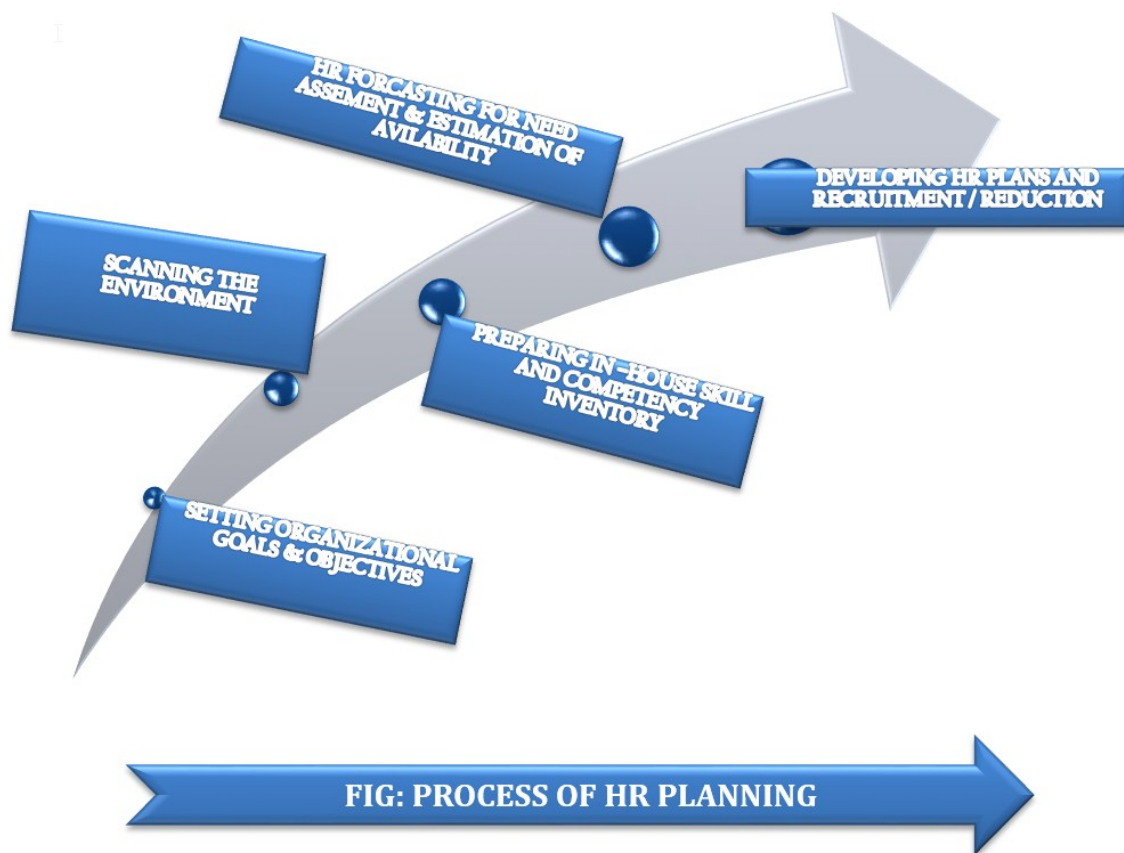 HR FORCASTING FOR NEED
ASSEMENT & ESTIMATION OF
AVILABILITY
DEVELOPING HR PLANS AND
RECRUITMENT / REDUCTION
SCANNING THE
ENVIRONMENT
PREPARING IN –HOUSE SKILL
AND COMPETENCY
INVENTORY
SETTING ORGANIZATIONAL
GOALS & OBJECTIVES
FIG: PROCESS OF HR PLANNING